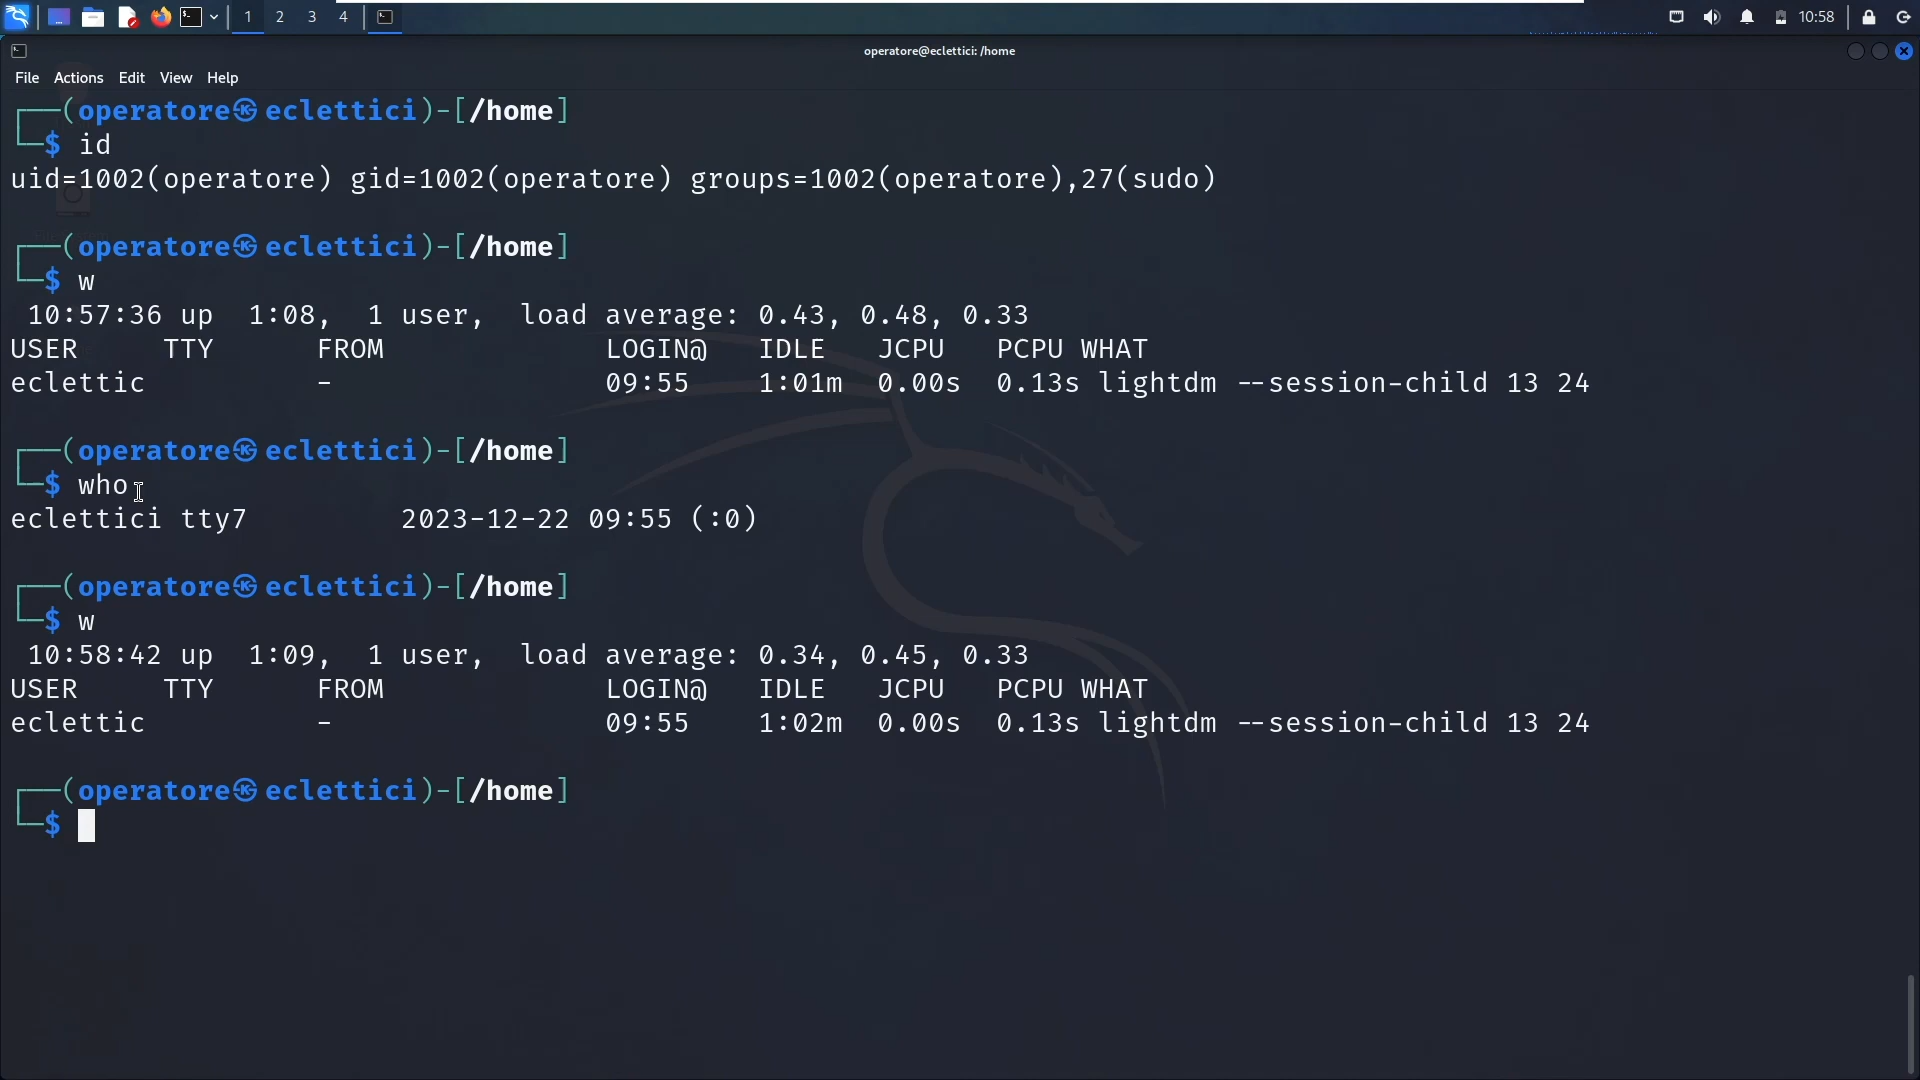 1 2 3 4 10:58
operatore@eclettici: /home
File Actions Edit View Help
┌──(operatore㉿eclettici)-[/home]
└─$ id
uid=1002(operatore) gid=1002(operatore) groups=1002(operatore),27(sudo)
┌──(operatore㉿eclettici)-[/home]
└─$ w
10:57:36 up 1:08, 1 user, load average: 0.43, 0.48, 0.33
USER TTY FROM LOGIN@ IDLE JCPU PCPU WHAT
eclettic - 09:55 1:01m 0.00s 0.13s lightdm --session-child 13 24
┌──(operatore㉿eclettici)-[/home]
└─$ who
eclettici tty7 2023-12-22 09:55 (:0)
┌──(operatore㉿eclettici)-[/home]
└─$ w
10:58:42 up 1:09, 1 user, load average: 0.34, 0.45, 0.33
USER TTY FROM LOGIN@ IDLE JCPU PCPU WHAT
eclettic - 09:55 1:02m 0.00s 0.13s lightdm --session-child 13 24
┌──(operatore㉿eclettici)-[/home]
└─$